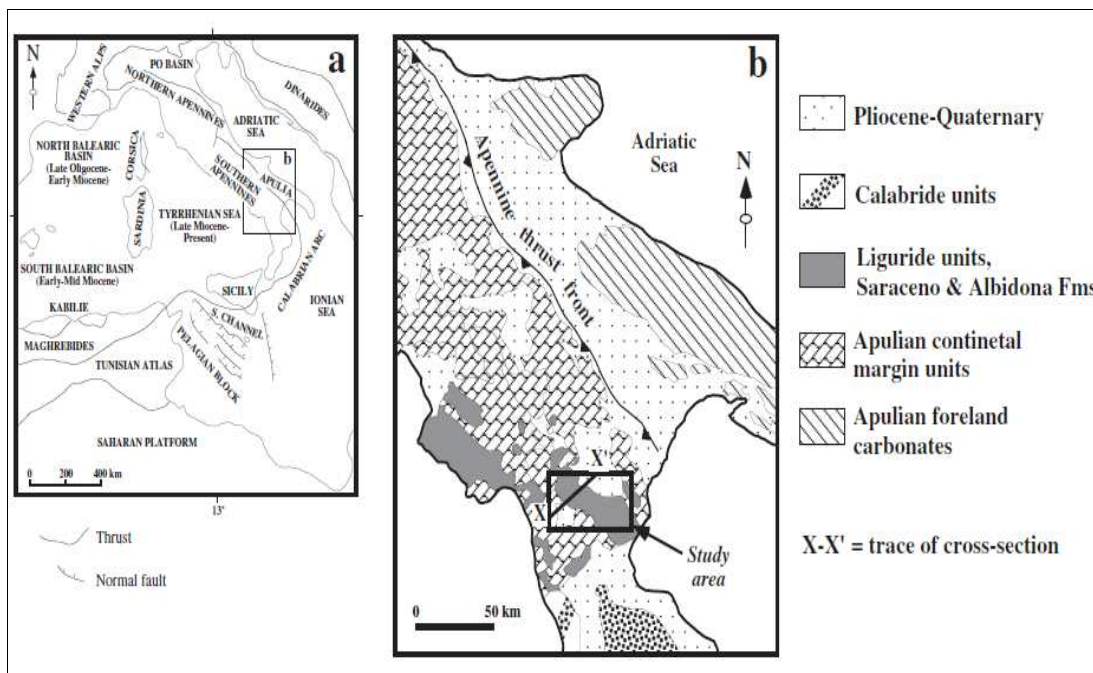 a
N
WESTERN ALPS
PO BASIN
NORTHERN APENNINES
DINARIDES
ADRIATIC
SEA
NORTH BALEARIC
BASIN
(Late Oligocene-
Early Miocene)
CORSICA
b
SOUTHERN
APENNINES
APULIA
SARDINIA
TYRRHENIAN SEA
(Late Miocene-
Present)
SOUTH BALEARIC BASIN
(Early-Mid Miocene)
CALABRIAN ARC
SICILY
IONIAN
SEA
KABILIE
S. CHANNEL
MAGHREBIDES
PELAGIAN BLOCK
TUNISIAN ATLAS
SAHARAN PLATFORM
0 200 400 km
13°
Thrust
Normal fault
b
Adriatic
Sea
N
Apennine thrust front
X'
X
Study
area
0 50 km
Pliocene-Quaternary
Calabride units
Liguride units,
Saraceno & Albidona Fms
Apulian continetal
margin units
Apulian foreland
carbonates
X-X' = trace of cross-section